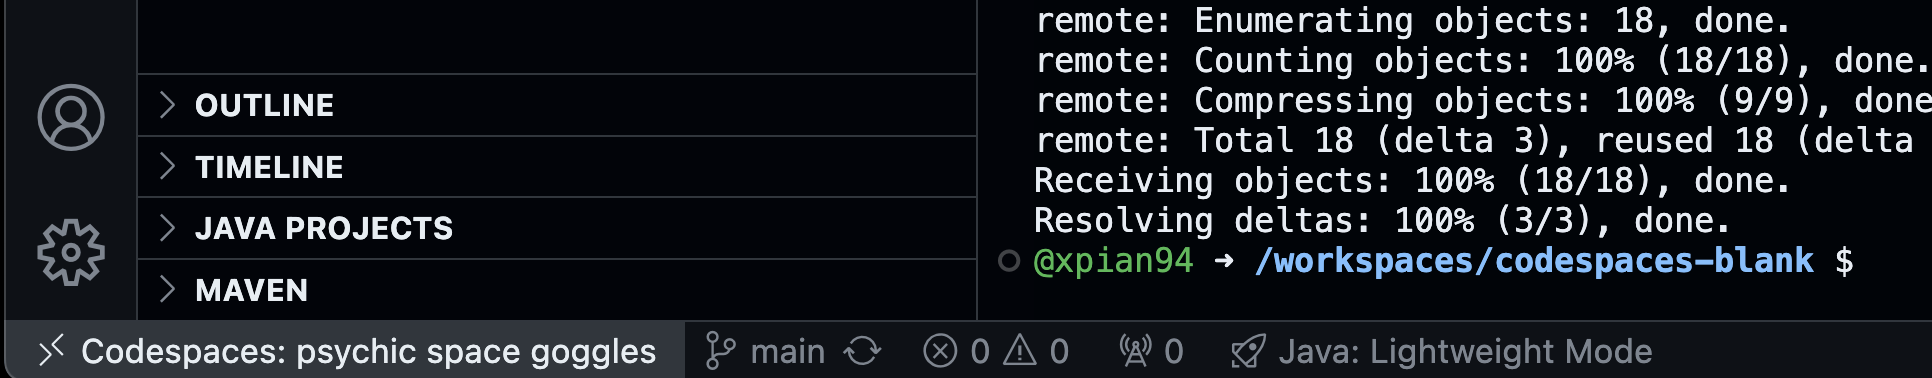 OUTLINE
TIMELINE
JAVA PROJECTS
MAVEN
remote: Enumerating objects: 18, done.
remote: Counting objects: 100% (18/18), done.
remote: Compressing objects: 100% (9/9), done
remote: Total 18 (delta 3), reused 18 (delta
Receiving objects: 100% (18/18), done.
Resolving deltas: 100% (3/3), done.
@xpian94 ➜ /workspaces/codespaces-blank $
Codespaces: psychic space goggles main 0 0 0 Java: Lightweight Mode